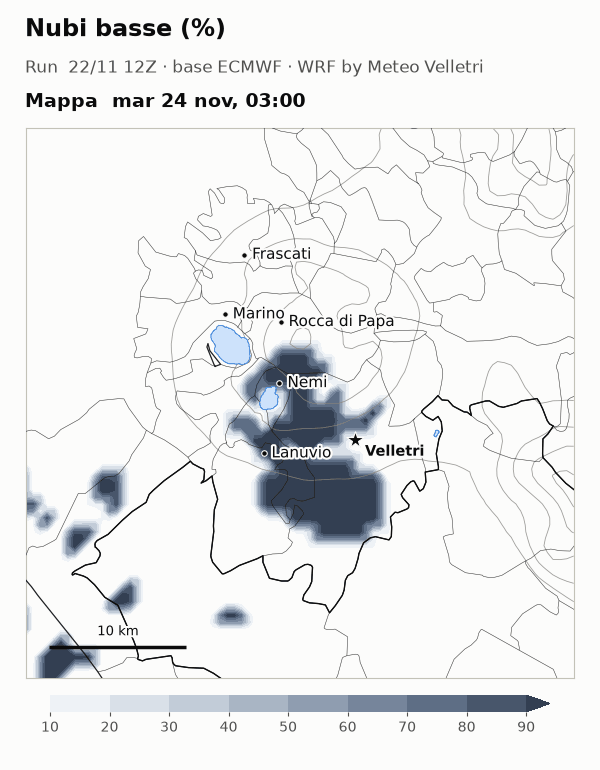 Nubi basse (%)
Run  22/11 12Z · base ECMWF · WRF by Meteo Velletri
Mappa  mar 24 nov, 03:00
Frascati
Marino
Rocca di Papa
Nemi
Velletri
Lanuvio
10 km
10 20 30 40 50 60 70 80 90